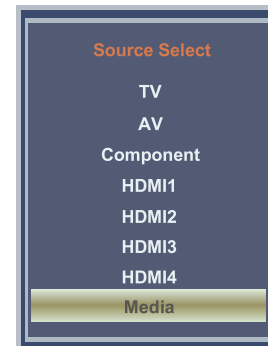 Source Select
TV
AV
Component
HDMI1
HDMI2
HDMI3
HDMI4
Media